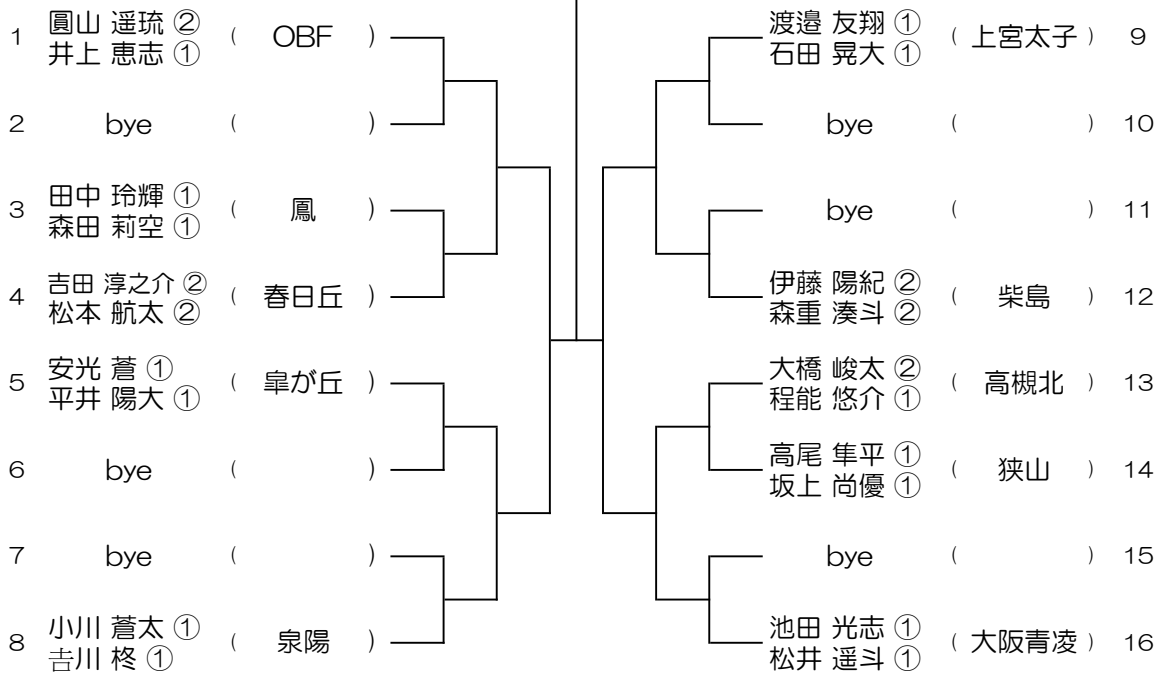 1 圓山 遥琉 ② ( OBF )
井上 恵志 ①
2 bye ( )
3 田中 玲輝 ① ( 鳳 )
森田 莉空 ①
4 吉田 淳之介 ② ( 春日丘 )
松本 航太 ②
5 安光 蒼 ① ( 皐が丘 )
平井 陽大 ①
6 bye ( )
7 bye ( )
8 小川 蒼太 ① ( 泉陽 )
𠮷川 柊 ①
渡邉 友翔 ① ( 上宮太子 ) 9
石田 晃大 ①
bye ( ) 10
bye ( ) 11
伊藤 陽紀 ② ( 柴島 ) 12
森重 湊斗 ②
大橋 峻太 ② ( 高槻北 ) 13
程能 悠介 ①
高尾 隼平 ① ( 狭山 ) 14
坂上 尚優 ①
bye ( ) 15
池田 光志 ① ( 大阪青凌 ) 16
松井 遥斗 ①